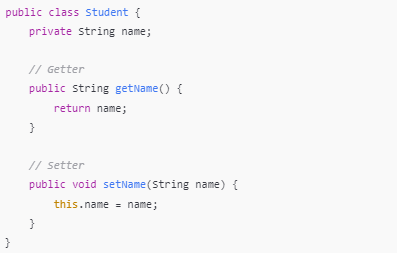 public class Student {
    private String name;

    // Getter
    public String getName() {
        return name;
    }

    // Setter
    public void setName(String name) {
        this.name = name;
    }
}